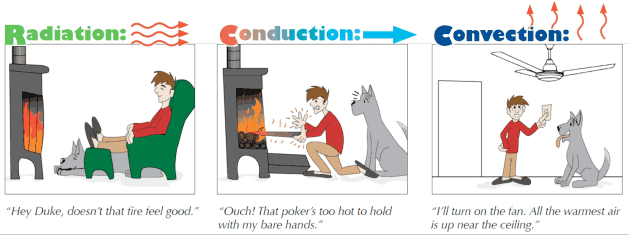 Radiation:
Conduction:
Convection:
“Hey Duke, doesn’t that fire feel good.”
“Ouch! That poker’s too hot to hold
with my bare hands.”
“I’ll turn on the fan. All the warmest air
is up near the ceiling.”